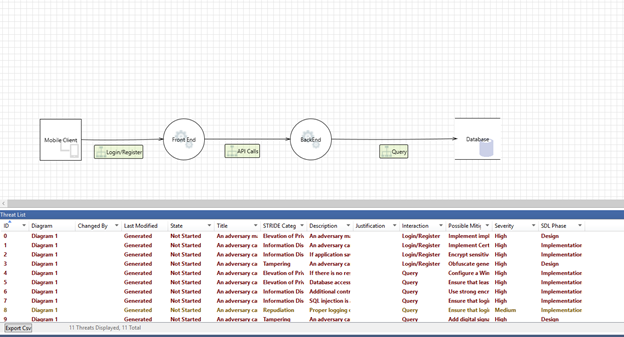 Mobile Client
Login/Register
Front End
API Calls
BackEnd
Query
Database
Threat List
ID Diagram Changed By Last Modified State Title STRIDE Categ Description Justification Interaction Possible Mitig Severity SDL Phase
0 Diagram 1 Generated Not Started An adversary ma Elevation of Priv An adversary ma Login/Register Implement impl High Design
1 Diagram 1 Generated Not Started An adversary ca Information Dis An adversary ca Login/Register Implement Cert High Implementation
2 Diagram 1 Generated Not Started An adversary ca Information Dis If application sav Login/Register Encrypt sensitiv High Implementation
3 Diagram 1 Generated Not Started An adversary ca Tampering An adversary ca Login/Register Obfuscate gene High Design
4 Diagram 1 Generated Not Started An adversary ca Elevation of Priv If there is no res Query Configure a Win High Implementation
5 Diagram 1 Generated Not Started An adversary ca Elevation of Priv Database access Query Ensure that leas High Implementation
6 Diagram 1 Generated Not Started An adversary ca Information Dis Additional contr Query Use strong encr High Implementation
7 Diagram 1 Generated Not Started An adversary ca Information Dis SQL injection is Query Ensure that logi High Implementation
8 Diagram 1 Generated Not Started An adversary ca Repudiation Proper logging o Query Ensure that logi Medium Implementation
9 Diagram 1 Generated Not Started An adversary ca Tampering An adversary ca Query Add digital signa High Design
Export Csv 11 Threats Displayed, 11 Total